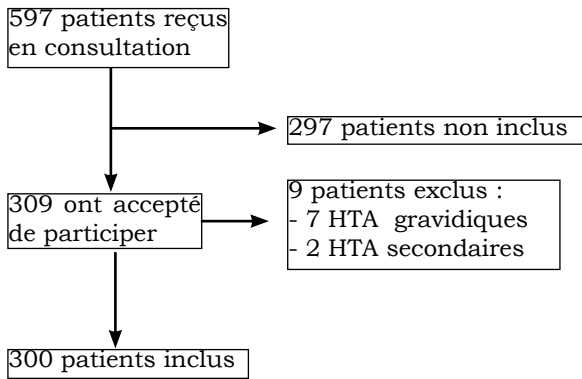 597 patients reçus
en consultation
297 patients non inclus
309 ont accepté
de participer
9 patients exclus :
- 7 HTA gravidiques
- 2 HTA secondaires
300 patients inclus